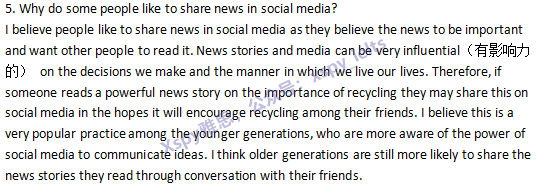 5. Why do some people like to share news in social media?
I believe people like to share news in social media as they believe the news to be important
and want other people to read it. News stories and media can be very influential（有影响力
的） on the decisions we make and the manner in which we live our lives. Therefore, if
someone reads a powerful news story on the importance of recycling they may share this on
social media in the hopes it will encourage recycling among their friends. I believe this is a
very popular practice among the younger generations, who are more aware of the power of
social media to communicate ideas. I think older generations are still more likely to share the
news stories they read through conversation with their friends.